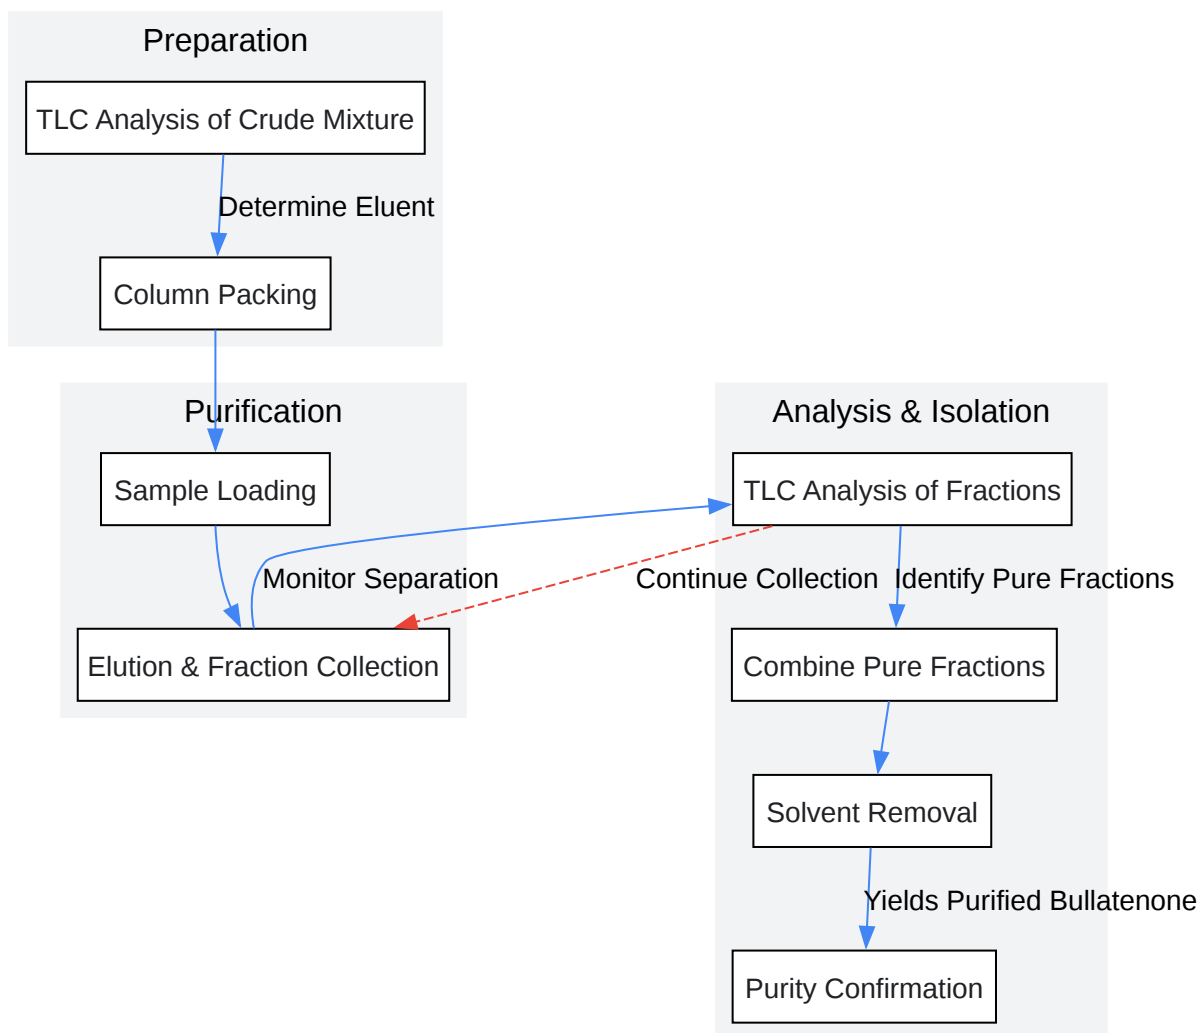 Preparation
TLC Analysis of Crude Mixture
Determine Eluent
Column Packing
Purification
Sample Loading
Monitor Separation
Elution & Fraction Collection
Analysis & Isolation
TLC Analysis of Fractions
Continue Collection
Identify Pure Fractions
Combine Pure Fractions
Solvent Removal
Yields Purified Bullatenone
Purity Confirmation